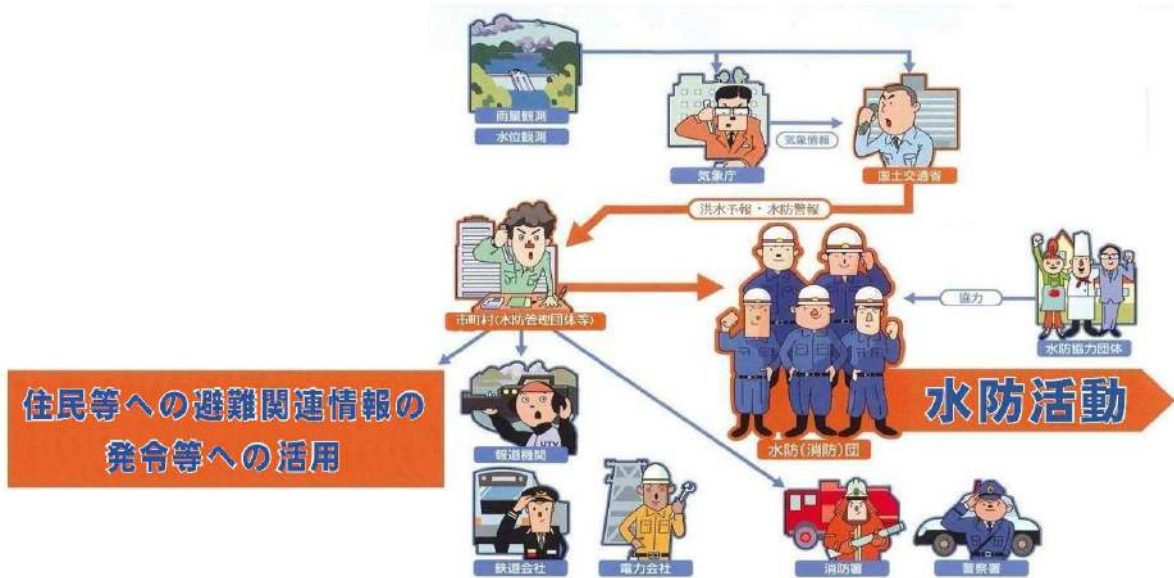 雨量観測
水位観測
気象庁
気象情報
国土交通省
洪水予報・水防警報
市町村(水防管理団体等)
協力
水防協力団体
住民等への避難関連情報の
発令等への活用
水防活動
水防(消防)団
報道機関
鉄道会社
電力会社
消防署
警察署